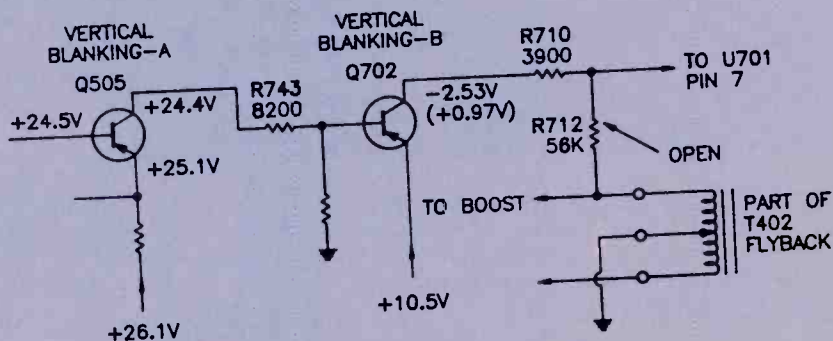 VERTICAL
BLANKING-A
Q505
VERTICAL
BLANKING-B
Q702
R710
3900
TO U701
PIN 7
R743
8200
+24.4V
+24.5V
+25.1V
-2.53V
(+0.97V)
R712
56K
OPEN
TO BOOST
PART OF
T402
FLYBACK
+10.5V
+26.1V